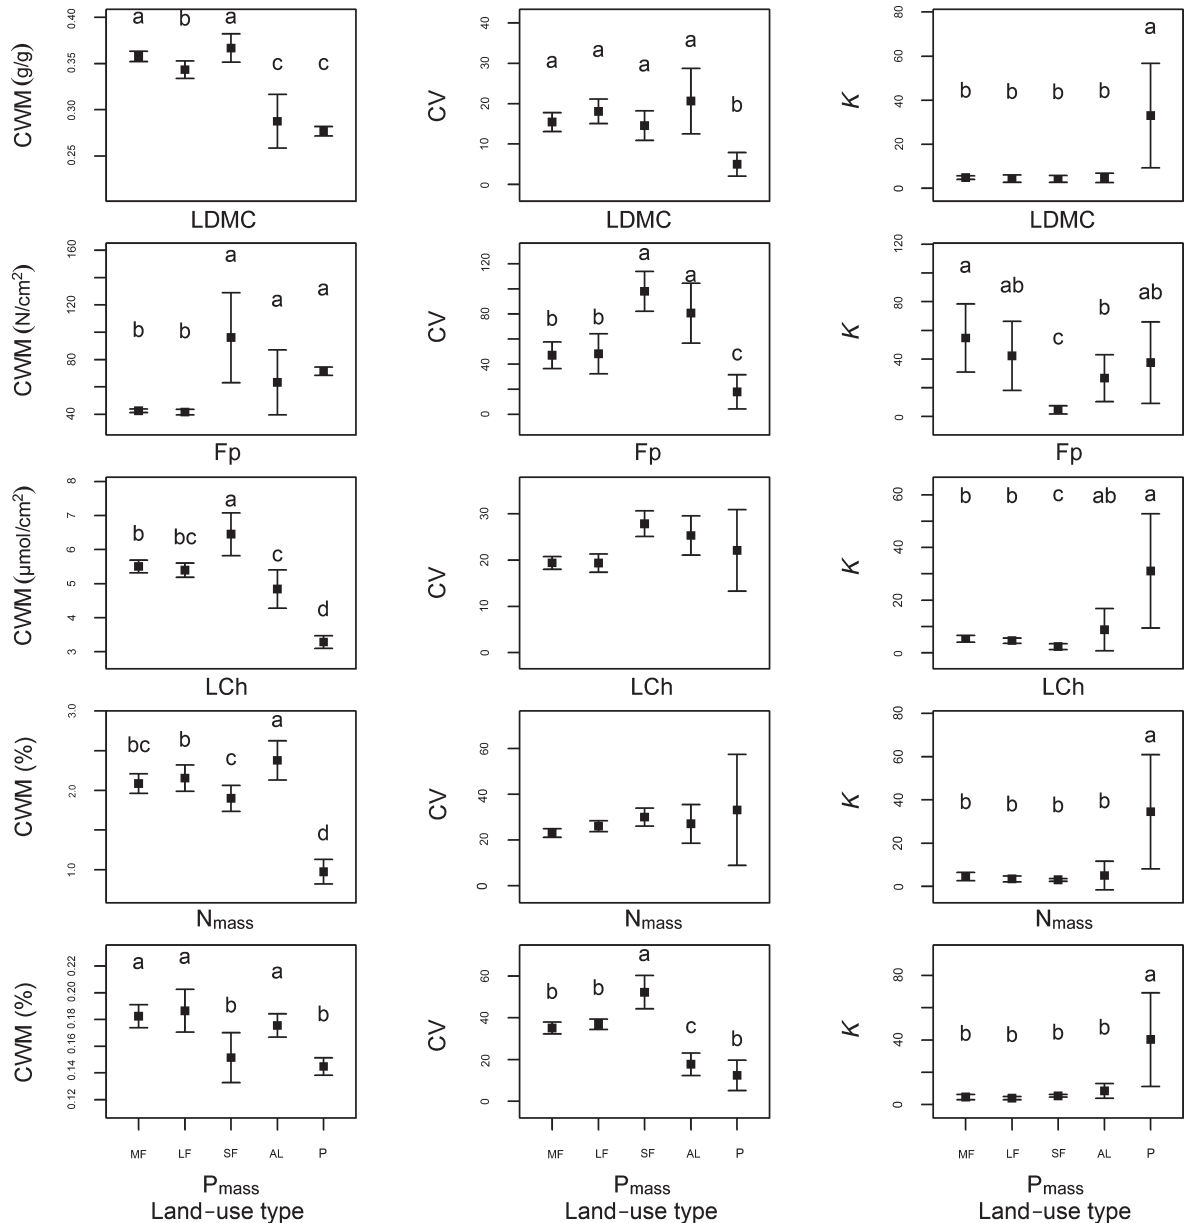 CWM (g/g)
0.25 0.30 0.35 0.40
a b a c c
LDMC
CV
0 10 20 30 40
a a a a b
LDMC
K
0 20 40 60 80
b b b b a
LDMC
CWM (N/cm²)
40 80 120 160
b b a a a
Fp
CV
0 40 80 120
b b a a c
Fp
K
0 40 80 120
a ab c b ab
Fp
CWM (μmol/cm²)
3 4 5 6 7 8
b bc a c d
LCh
CV
0 10 20 30
LCh
K
0 20 40 60
b b c ab a
LCh
CWM (%)
1.0 2.0 3.0
bc b c a d
Nmass
CV
0 20 40 60
Nmass
K
0 20 40 60 80
b b b b a
Nmass
CWM (%)
0.12 0.14 0.16 0.18 0.20 0.22
a a b a b
MF LF SF AL P
Pmass
Land-use type
CV
0 20 40 60
b b a c b
MF LF SF AL P
Pmass
Land-use type
K
0 40 80
b b b b a
MF LF SF AL P
Pmass
Land-use type